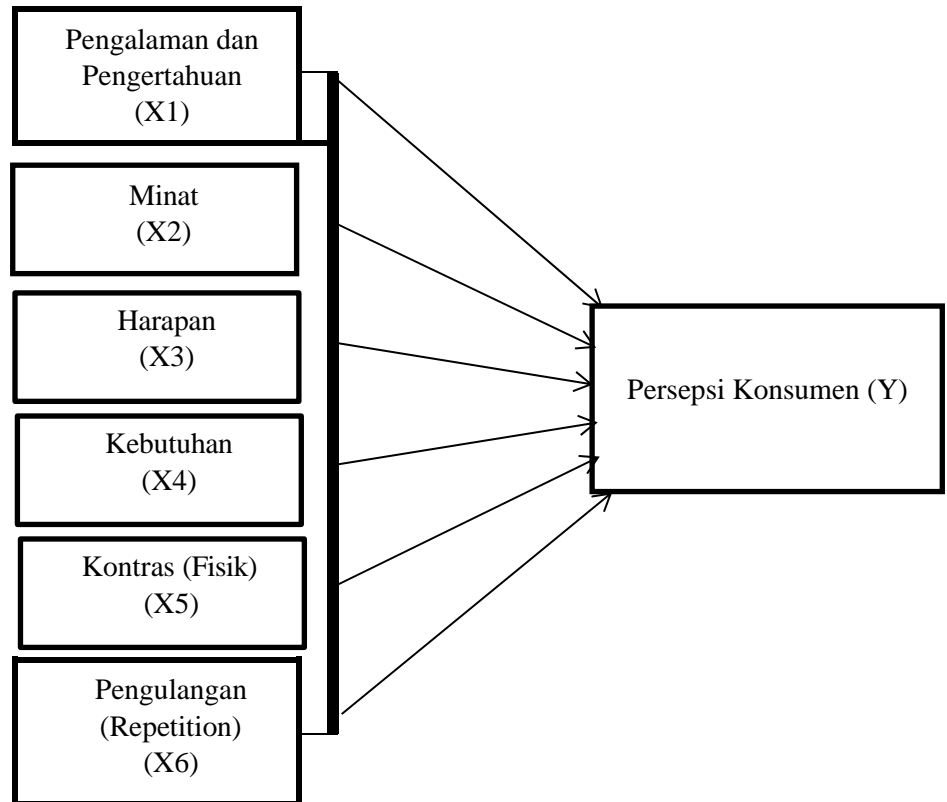 Pengalaman dan
Pengertahuan
(X1)
Minat
(X2)
Harapan
(X3)
Kebutuhan
(X4)
Kontras (Fisik)
(X5)
Pengulangan
(Repetition)
(X6)
Persepsi Konsumen (Y)